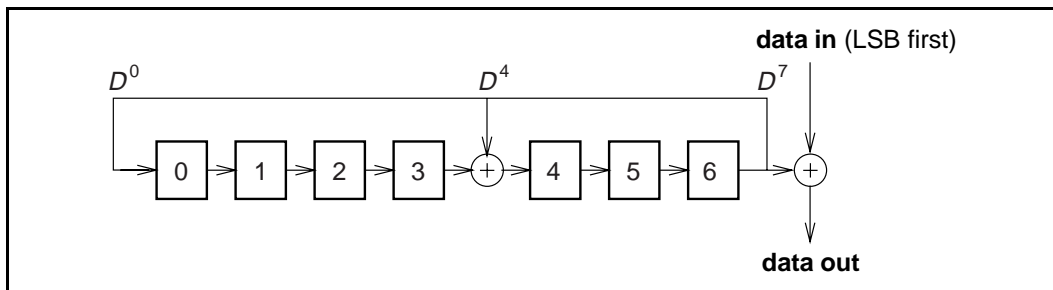 data in (LSB first)
D⁰ D⁴ D⁷
0 1 2 3 + 4 5 6 +
data out